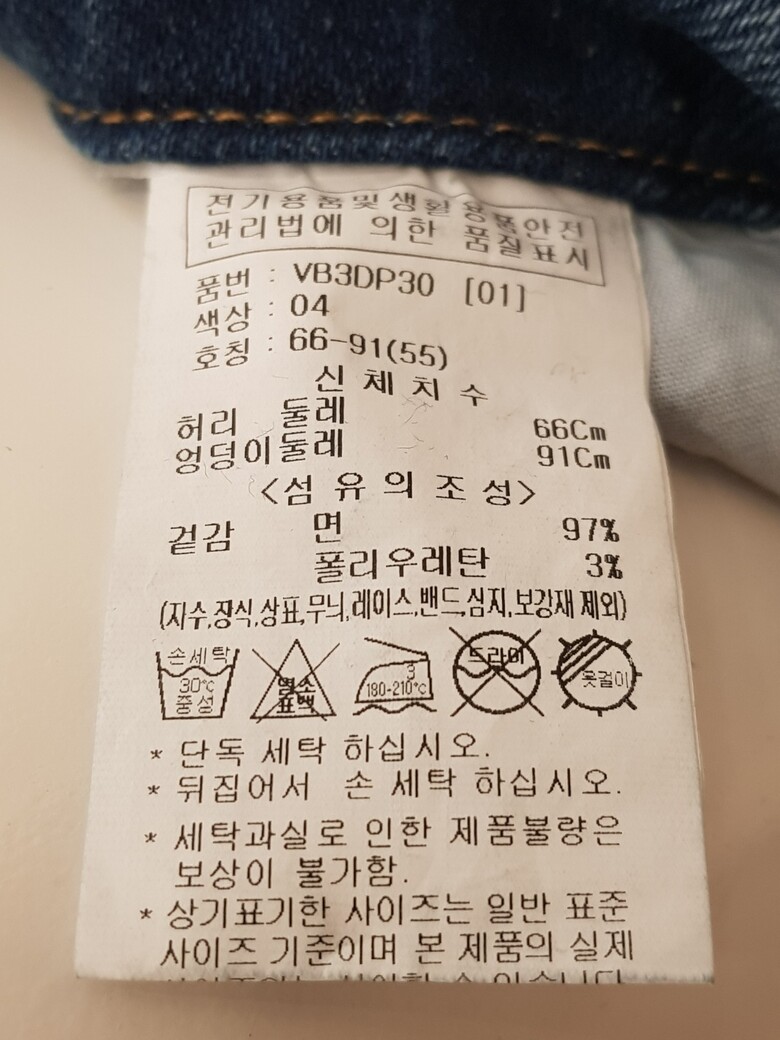 전기용품및생활용품안전
관리법에 의한 품질표시
품번 : VB3DP30 [01]
색상 : 04
호칭 : 66-91(55)
신체치수
허리 둘레 66Cm
엉덩이둘레 91Cm
<섬유의조성>
겉감 면 97%
폴리우레탄 3%
(자수,장식,상표,무늬,레이스,밴드,심지,보강재 제외)
손세탁 30℃ 중성
염소 표백
3 180-210℃
드라이
옷걸이
* 단독 세탁 하십시오.
* 뒤집어서 손 세탁 하십시오.
* 세탁과실로 인한 제품불량은
보상이 불가함.
* 상기표기한 사이즈는 일반 표준
사이즈 기준이며 본 제품의 실제